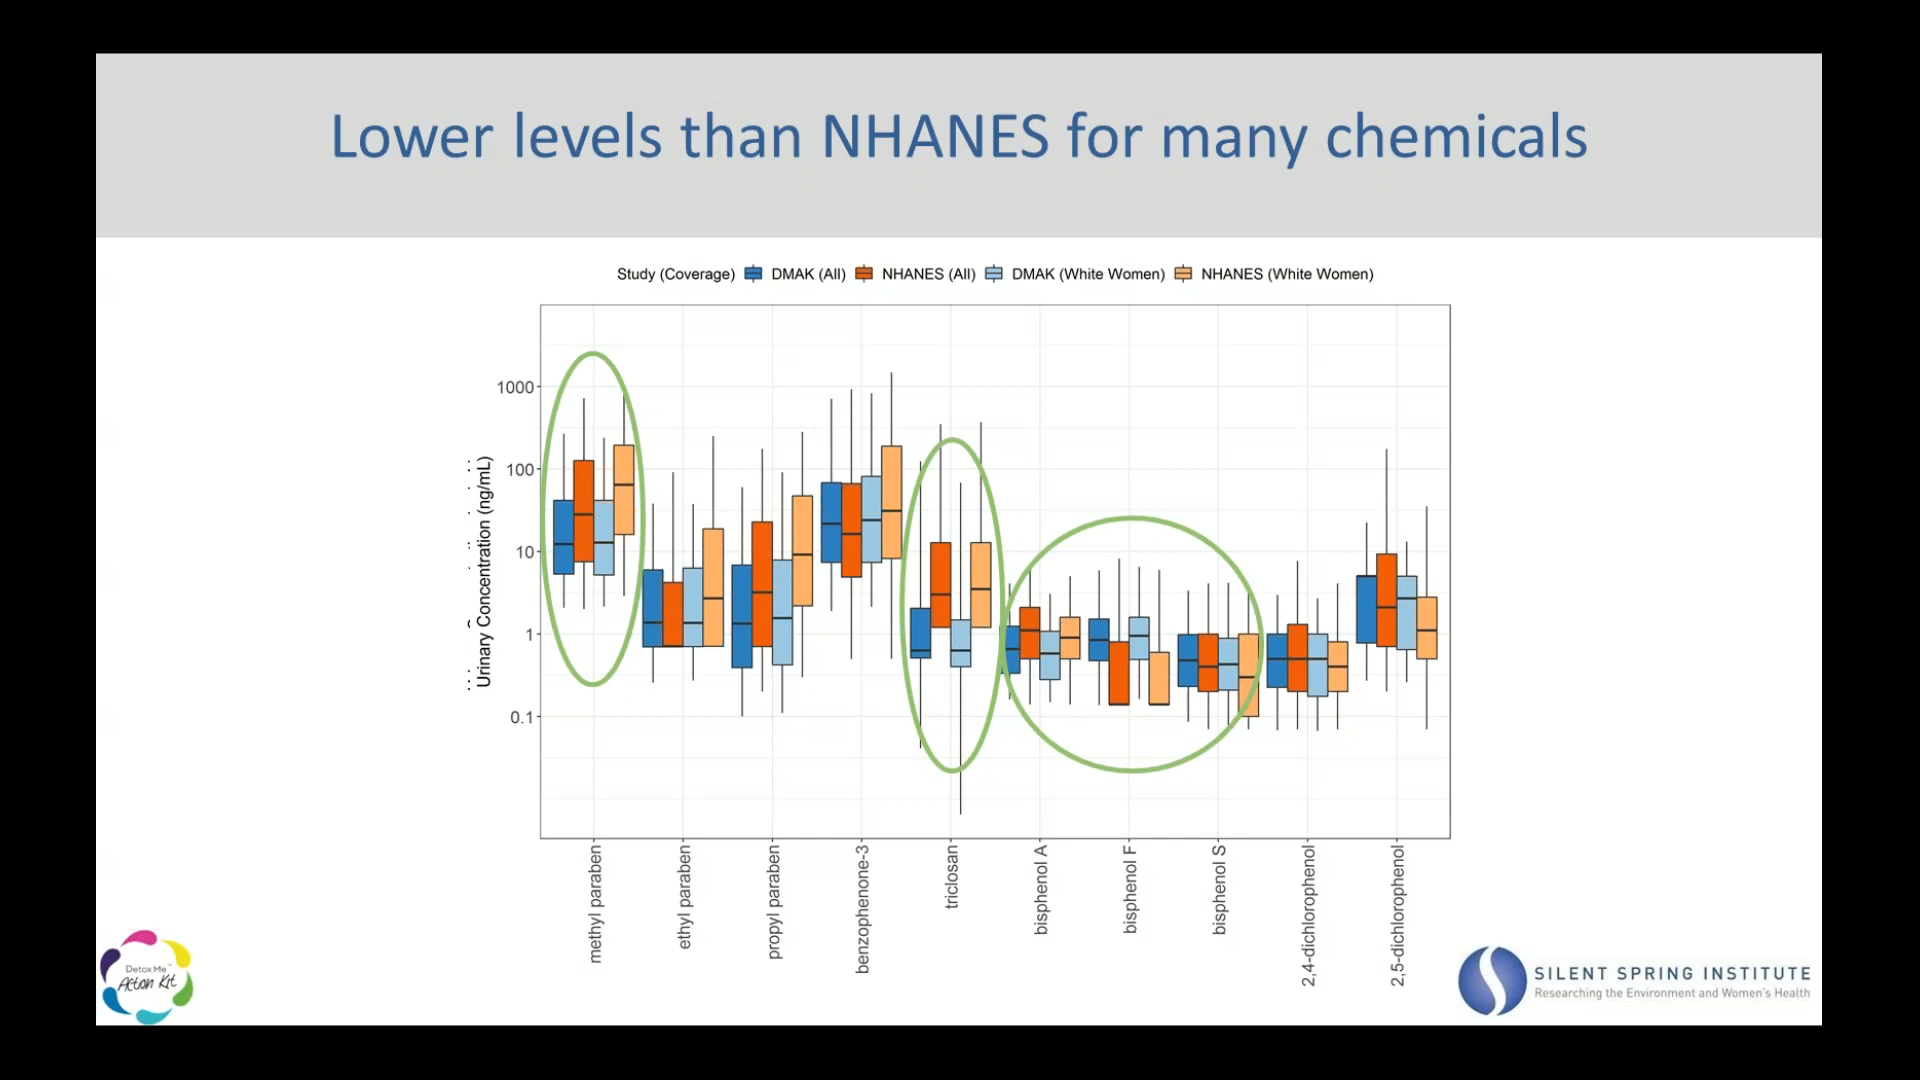 Lower levels than NHANES for many chemicals
Study (Coverage) DMAK (All) NHANES (All) DMAK (White Women) NHANES (White Women)
Urinary Concentration (ng/mL)
1000
100
10
1
0.1
methyl paraben
ethyl paraben
propyl paraben
benzophenone-3
triclosan
bisphenol A
bisphenol F
bisphenol S
2,4-dichlorophenol
2,5-dichlorophenol
Detox Me™
Action Kit
SILENT SPRING INSTITUTE
Researching the Environment and Women's Health